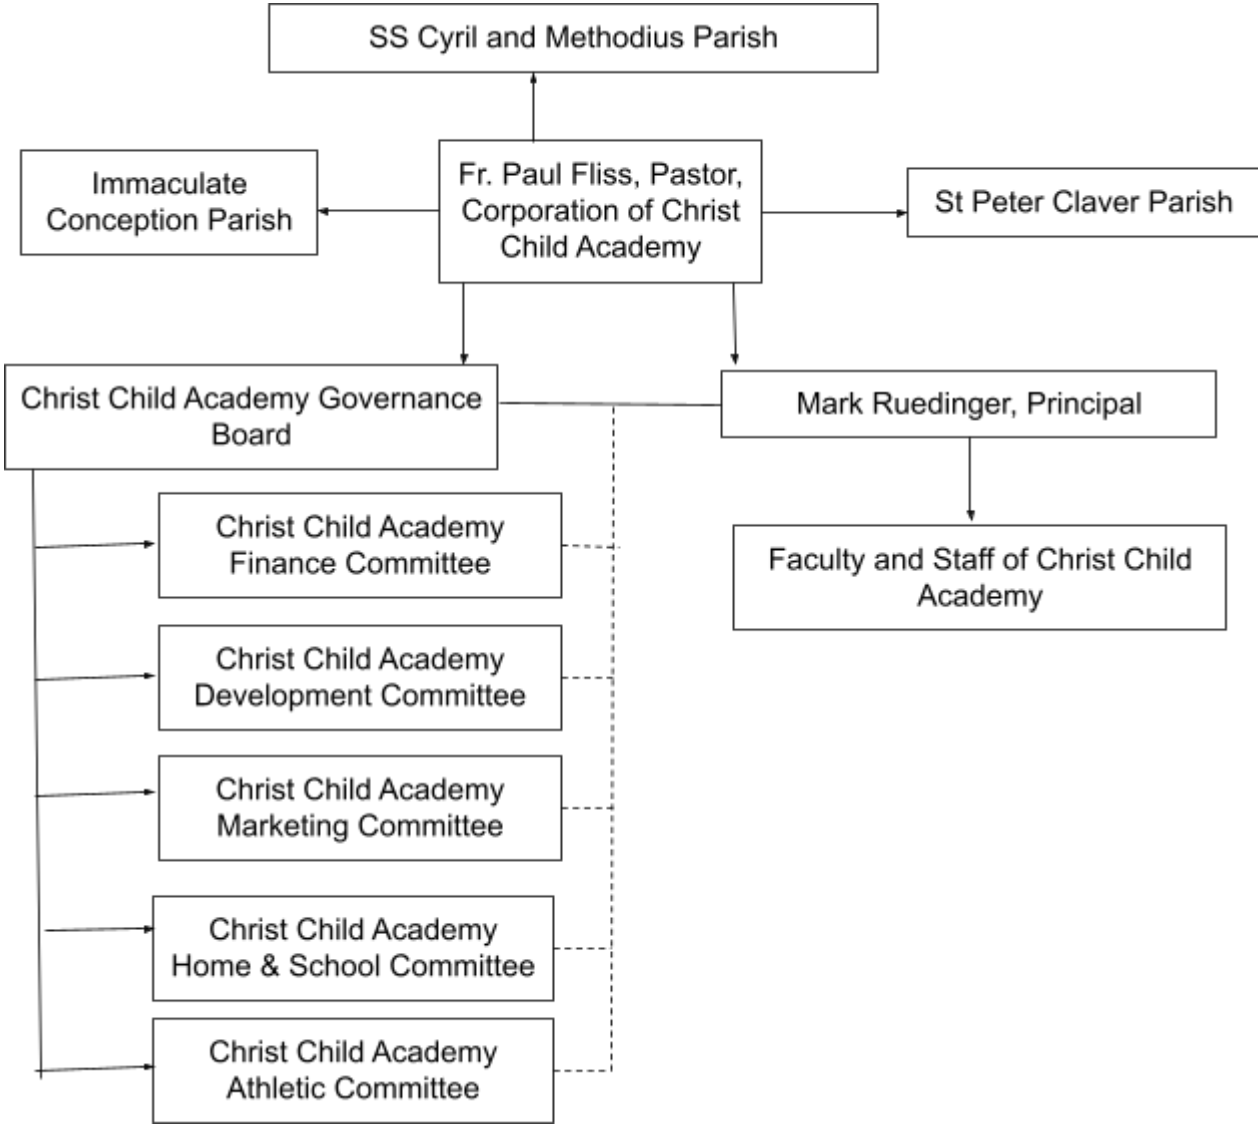 SS Cyril and Methodius Parish
Immaculate
Conception Parish
Fr. Paul Fliss, Pastor,
Corporation of Christ
Child Academy
St Peter Claver Parish
Christ Child Academy Governance
Board
Mark Ruedinger, Principal
Christ Child Academy
Finance Committee
Faculty and Staff of Christ Child
Academy
Christ Child Academy
Development Committee
Christ Child Academy
Marketing Committee
Christ Child Academy
Home & School Committee
Christ Child Academy
Athletic Committee